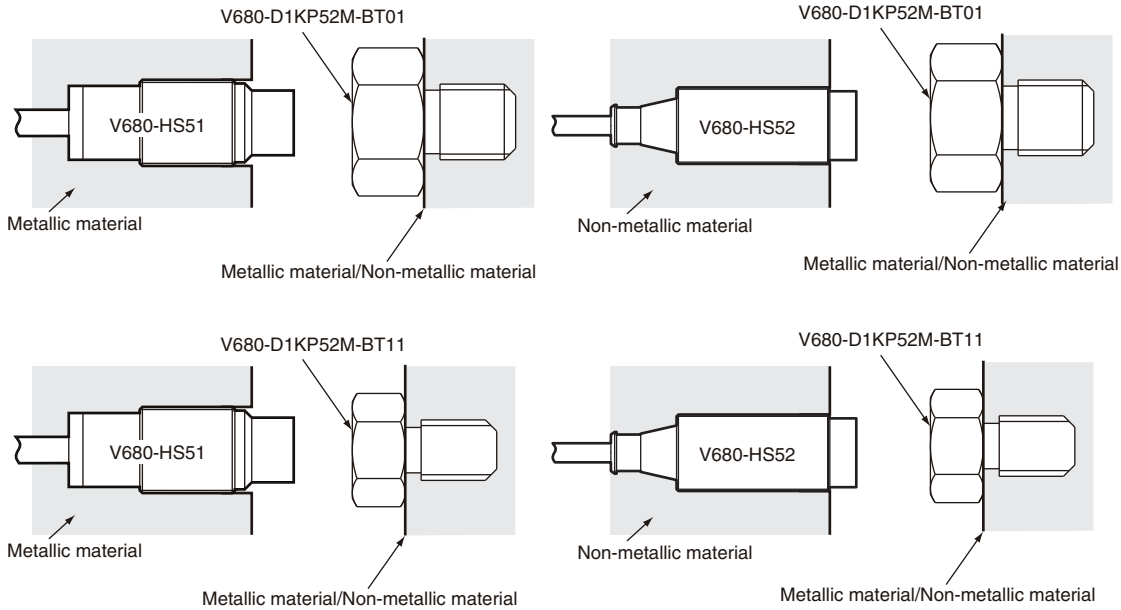 V680-D1KP52M-BT01
V680-HS51
Metallic material
Metallic material/Non-metallic material
V680-D1KP52M-BT01
V680-HS52
Non-metallic material
Metallic material/Non-metallic material
V680-D1KP52M-BT11
V680-HS51
Metallic material
Metallic material/Non-metallic material
V680-D1KP52M-BT11
V680-HS52
Non-metallic material
Metallic material/Non-metallic material